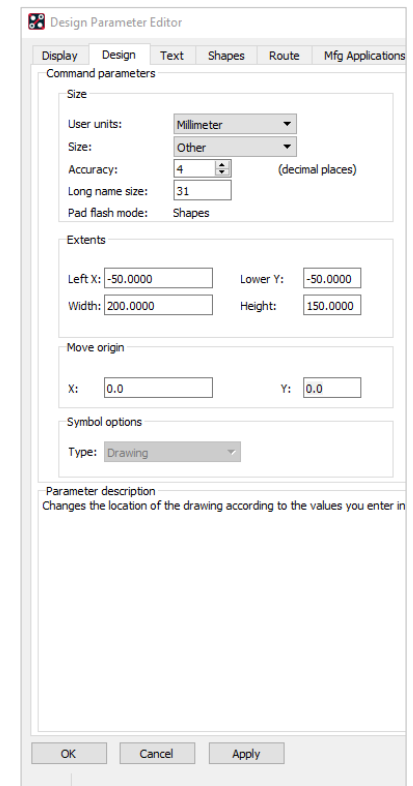 Design Parameter Editor
Display Design Text Shapes Route Mfg Applications
Command parameters
Size
User units: Millimeter
Size: Other
Accuracy: 4 (decimal places)
Long name size: 31
Pad flash mode: Shapes
Extents
Left X: -50.0000 Lower Y: -50.0000
Width: 200.0000 Height: 150.0000
Move origin
X: 0.0 Y: 0.0
Symbol options
Type: Drawing
Parameter description
Changes the location of the drawing according to the values you enter in
OK Cancel Apply